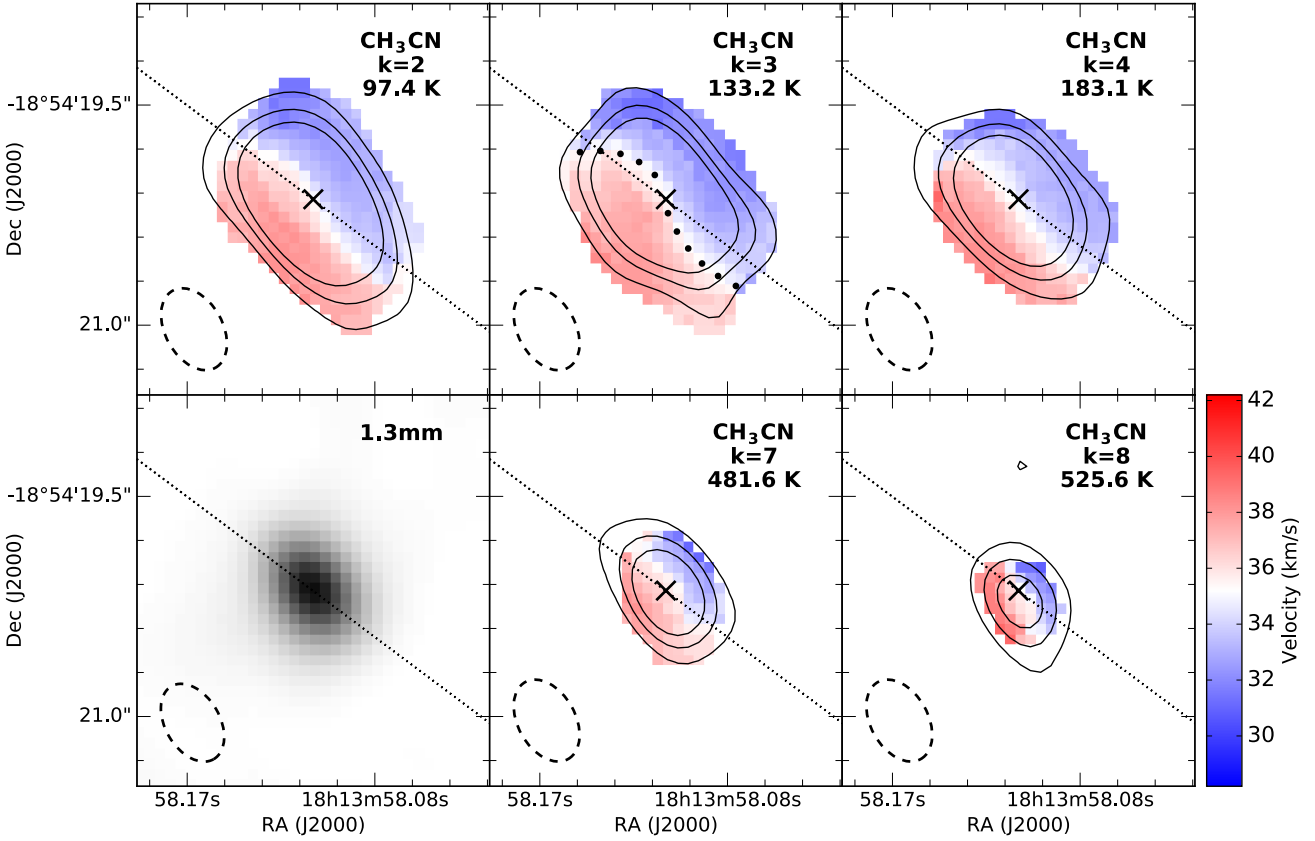 CH₃CN
k=2
97.4 K
CH₃CN
k=3
133.2 K
CH₃CN
k=4
183.1 K
-18°54'19.5"
21.0"
Dec (J2000)
1.3mm
CH₃CN
k=7
481.6 K
CH₃CN
k=8
525.6 K
-18°54'19.5"
21.0"
Dec (J2000)
58.17s
18h13m58.08s
58.17s
18h13m58.08s
58.17s
18h13m58.08s
RA (J2000)
RA (J2000)
RA (J2000)
42
40
38
36
34
32
30
Velocity (km/s)